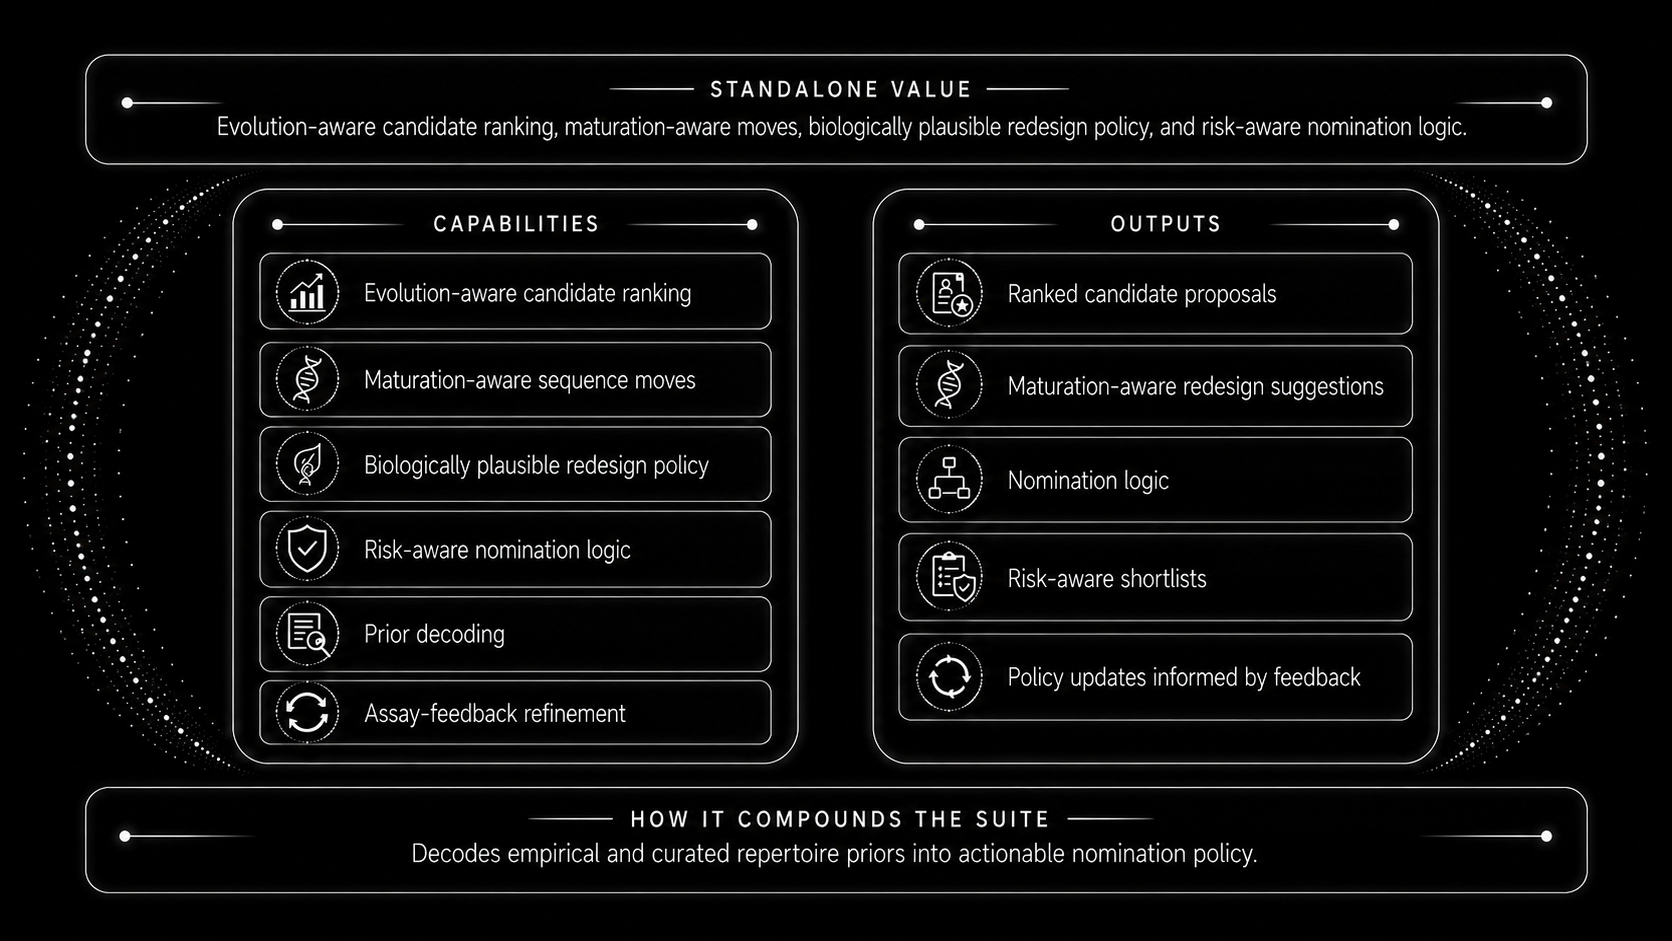 STANDALONE VALUE
Evolution-aware candidate ranking, maturation-aware moves, biologically plausible redesign policy, and risk-aware nomination logic.
CAPABILITIES
Evolution-aware candidate ranking
Maturation-aware sequence moves
Biologically plausible redesign policy
Risk-aware nomination logic
Prior decoding
Assay-feedback refinement
OUTPUTS
Ranked candidate proposals
Maturation-aware redesign suggestions
Nomination logic
Risk-aware shortlists
Policy updates informed by feedback
HOW IT COMPOUNDS THE SUITE
Decodes empirical and curated repertoire priors into actionable nomination policy.